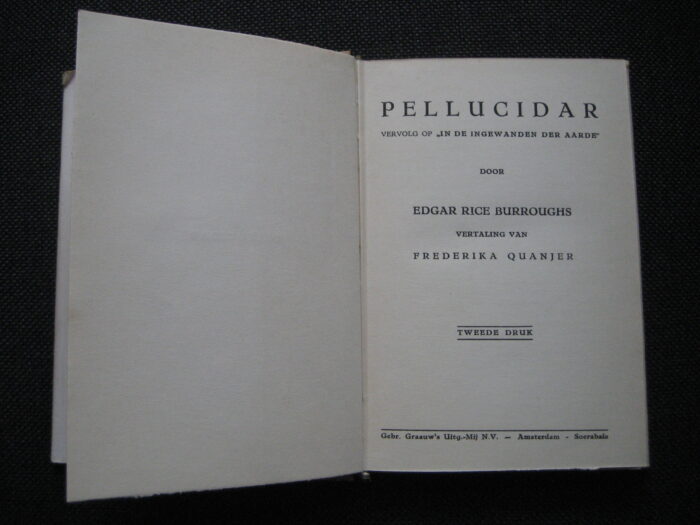 PELLUCIDAR
VERVOLG OP „IN DE INGEWANDEN DER AARDE”
DOOR
EDGAR RICE BURROUGHS
VERTALING VAN
FREDERIKA QUANJER
TWEEDE DRUK
Gebr. Graauw's Uitg.-Mij N.V. — Amsterdam - Soerabaia